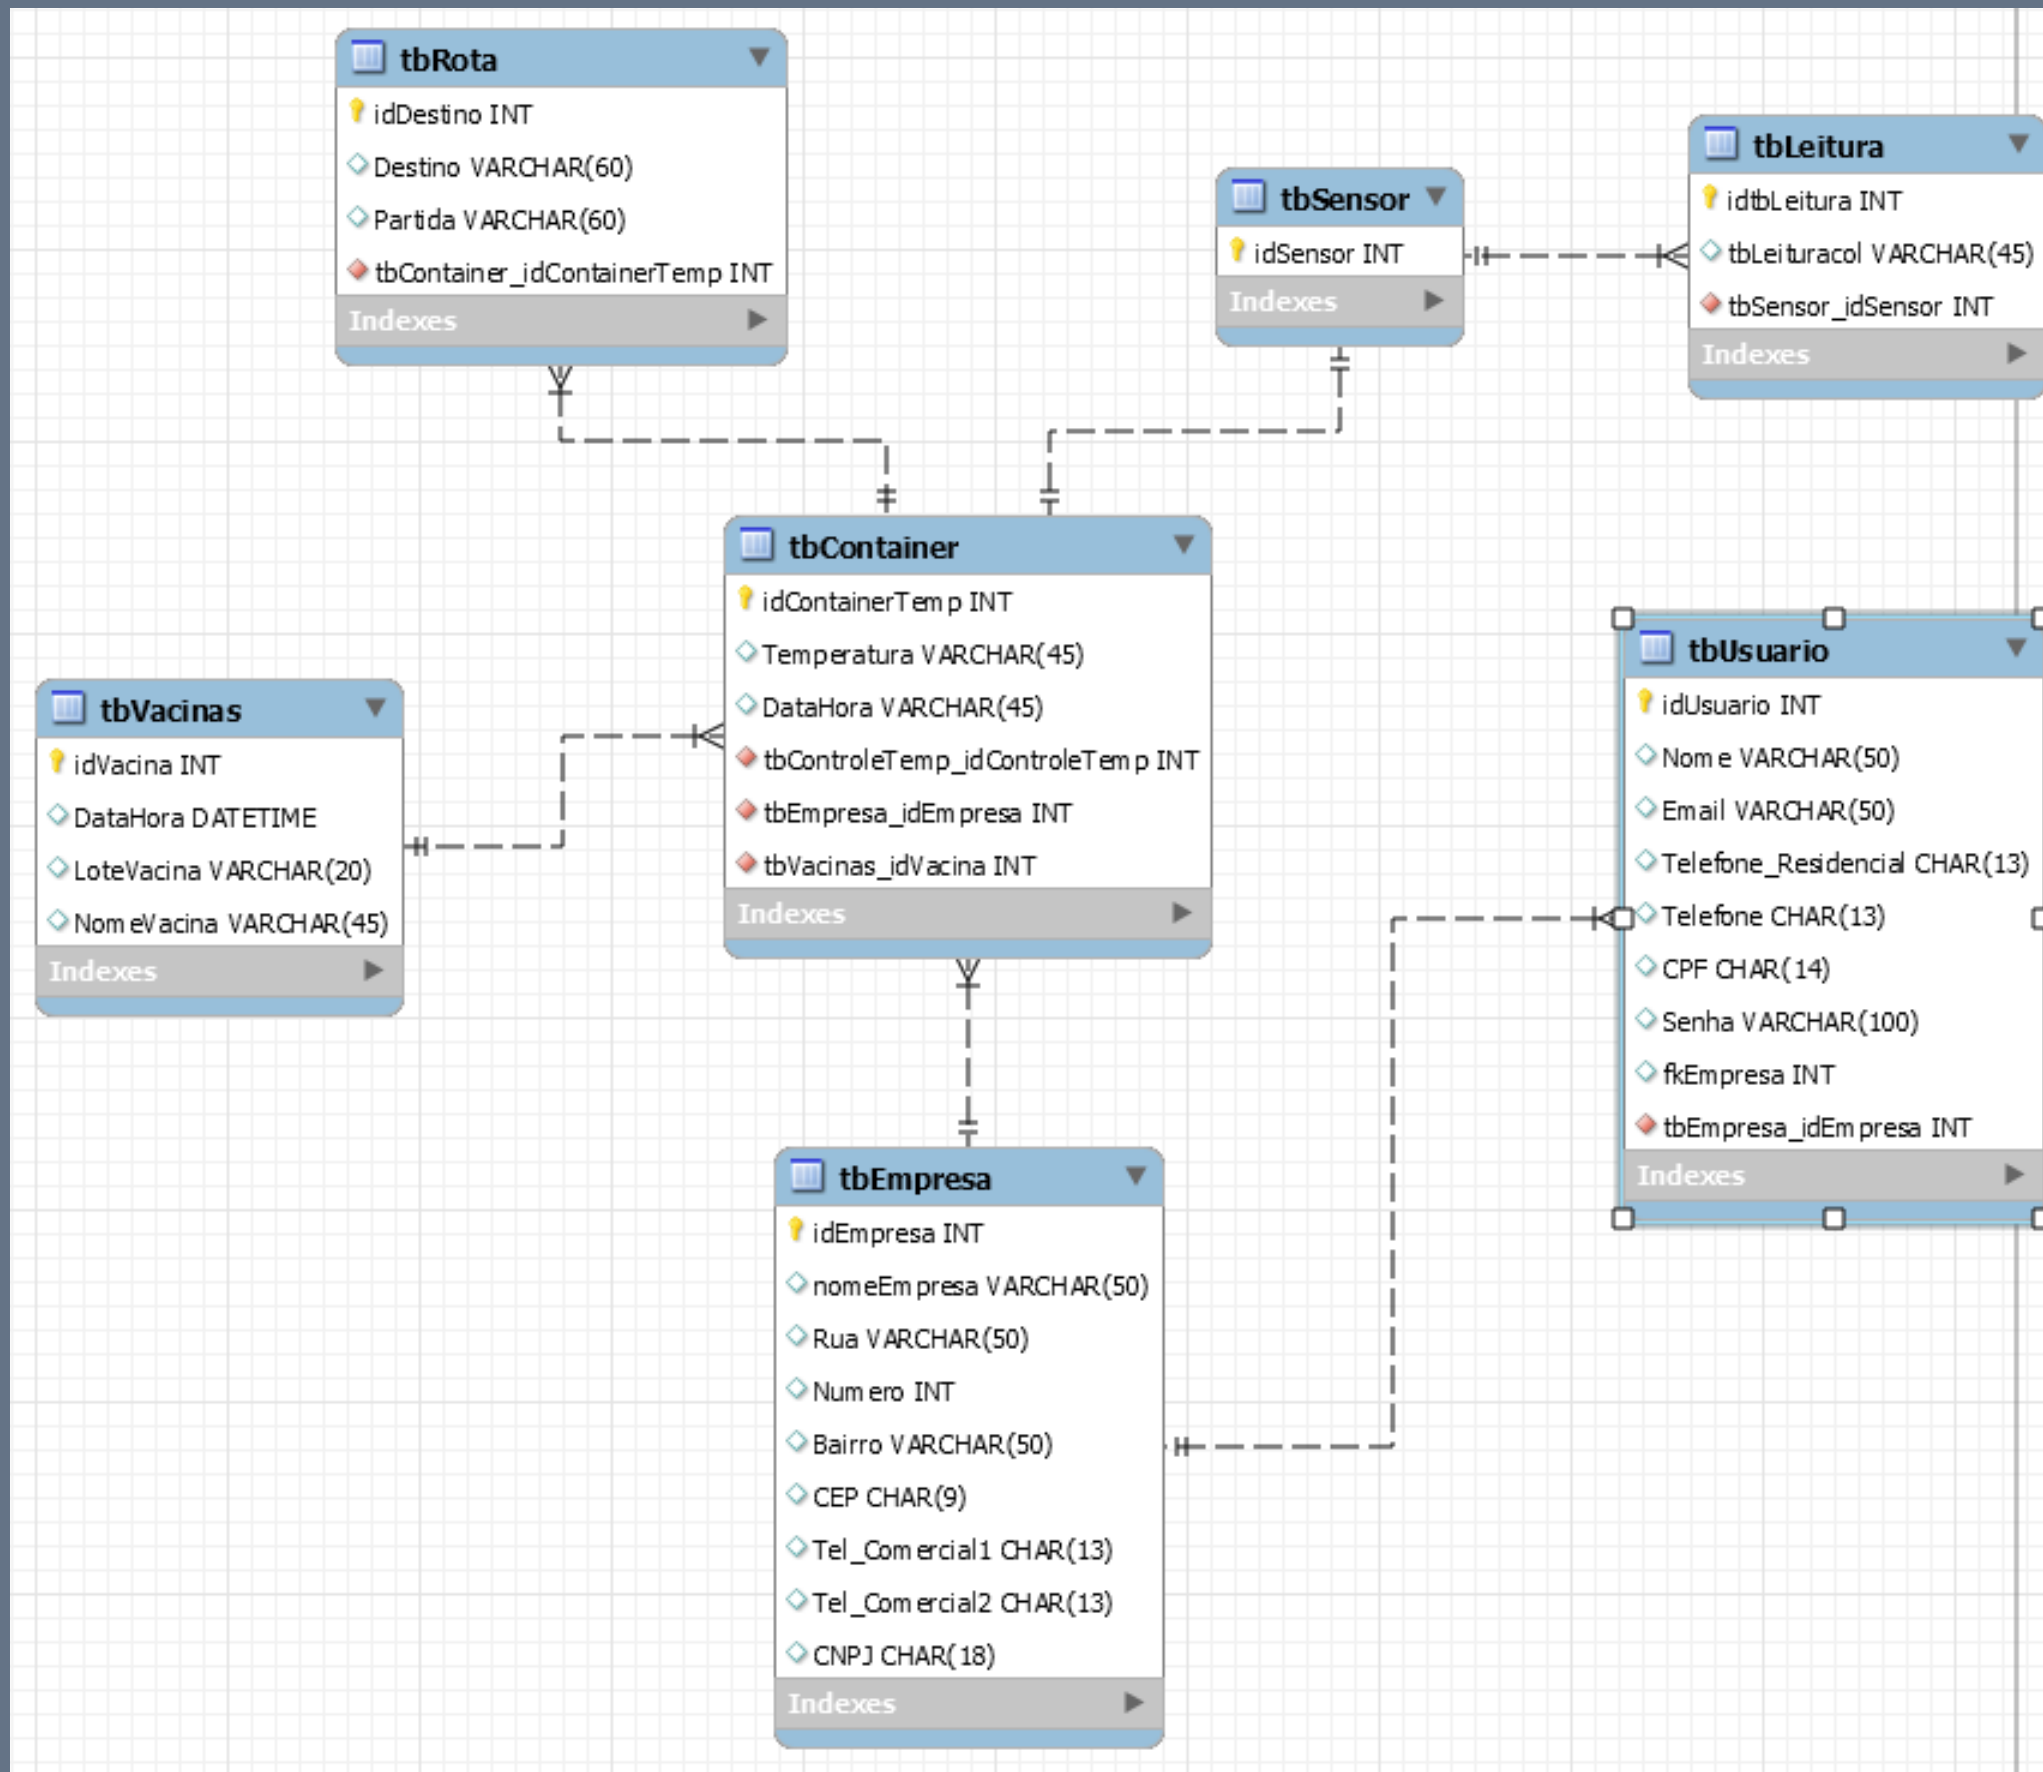 tbRota
idDestino INT
Destino VARCHAR(60)
Partida VARCHAR(60)
tbContainer_idContainerTemp INT
Indexes
tbSensor
idSensor INT
Indexes
tbLeitura
idtbLeitura INT
tbLeituracol VARCHAR(45)
tbSensor_idSensor INT
Indexes
tbContainer
idContainerTemp INT
Temperatura VARCHAR(45)
DataHora VARCHAR(45)
tbControleTemp_idControleTemp INT
tbEmpresa_idEmpresa INT
tbVacinas_idVacina INT
Indexes
tbVacinas
idVacina INT
DataHora DATETIME
LoteVacina VARCHAR(20)
NomeVacina VARCHAR(45)
Indexes
tbUsuario
idUsuario INT
Nome VARCHAR(50)
Email VARCHAR(50)
Telefone_Residencial CHAR(13)
Telefone CHAR(13)
CPF CHAR(14)
Senha VARCHAR(100)
fkEmpresa INT
tbEmpresa_idEmpresa INT
Indexes
tbEmpresa
idEmpresa INT
nomeEmpresa VARCHAR(50)
Rua VARCHAR(50)
Numero INT
Bairro VARCHAR(50)
CEP CHAR(9)
Tel_Comercial1 CHAR(13)
Tel_Comercial2 CHAR(13)
CNPJ CHAR(18)
Indexes